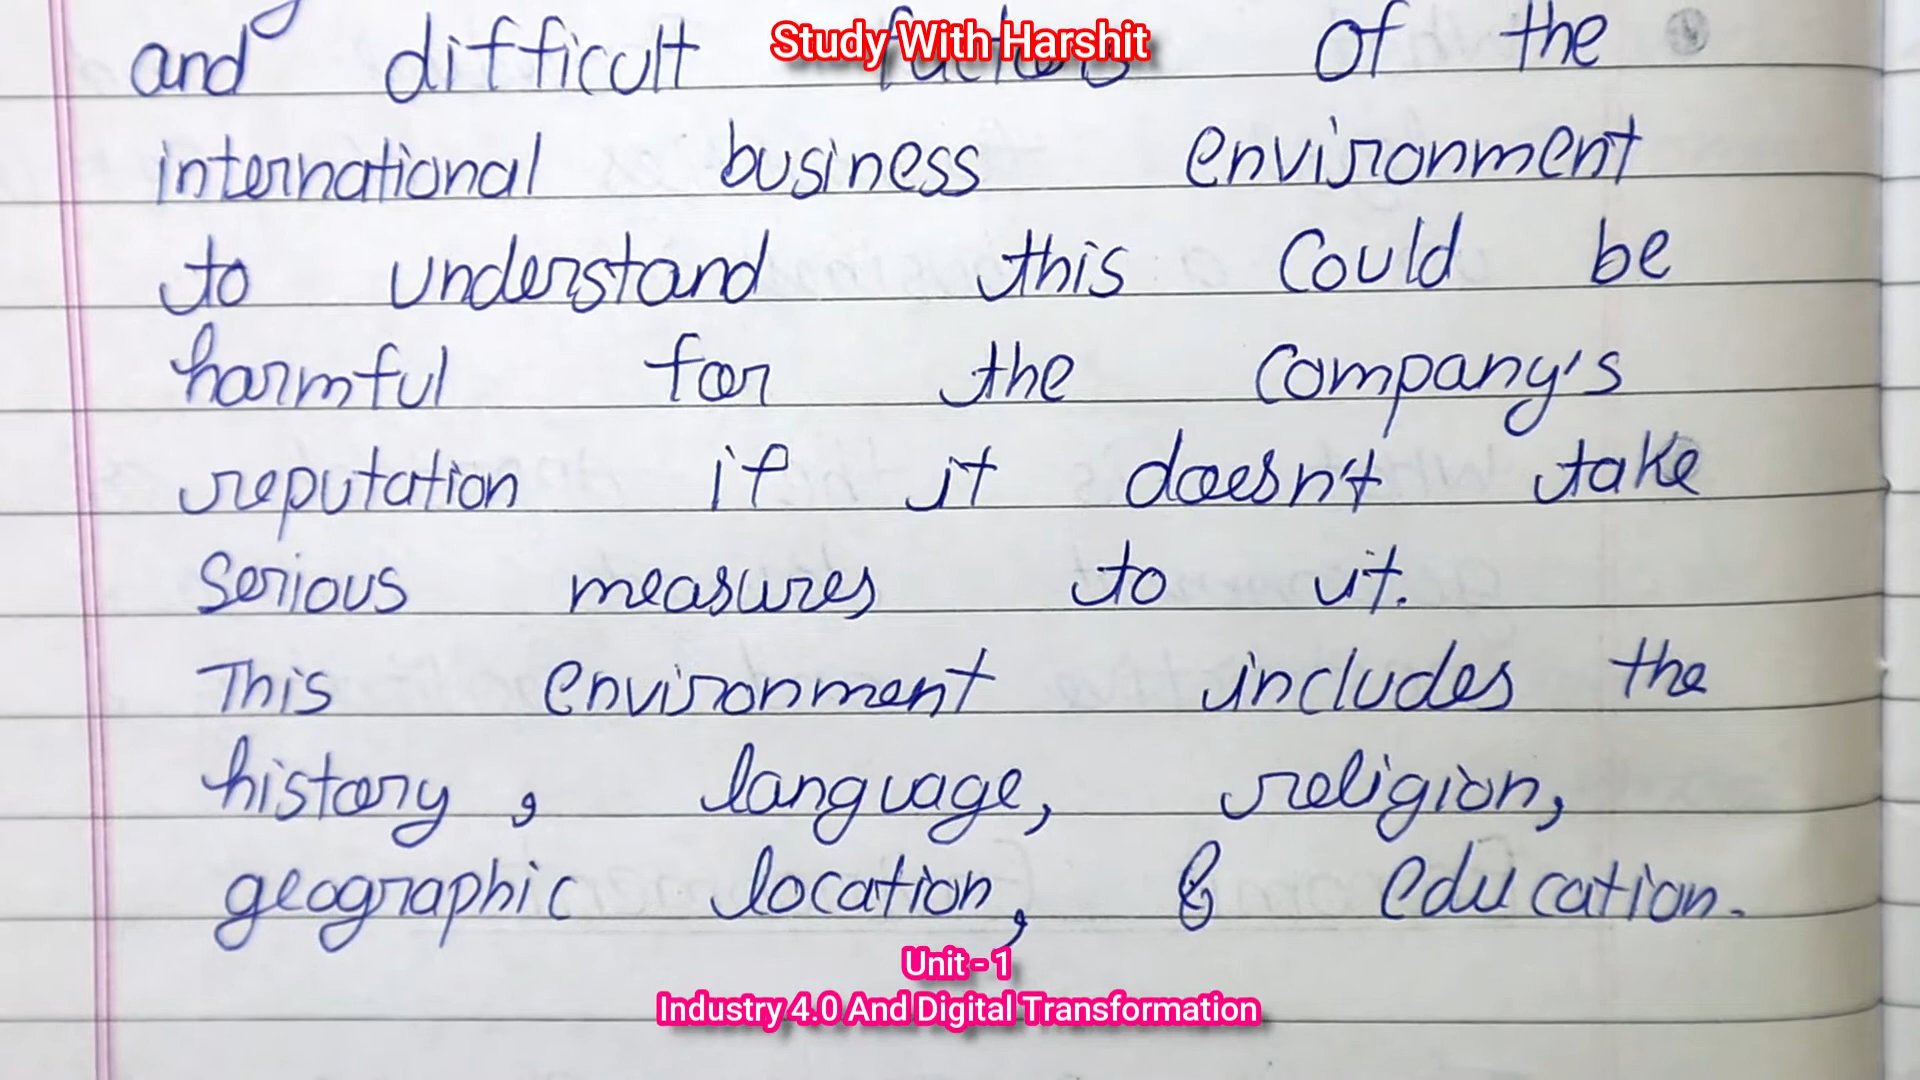 Study With Harshit
and difficult factors of the
international business environment
to understand this could be
harmful for the company's
reputation if it doesn't take
serious measures to it.
This environment includes the
history, language, religion,
geographic location, & education.
Unit - 1
Industry 4.0 And Digital Transformation